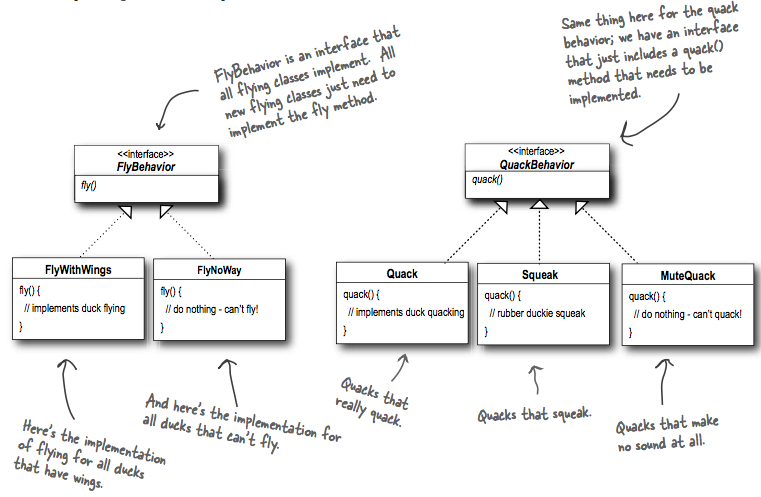 FlyBehavior is an interface that
all flying classes implement. All
new flying classes just need to
implement the fly method.
Same thing here for the quack
behavior; we have an interface
that just includes a quack()
method that needs to be
implemented.
<<interface>>
FlyBehavior
fly()
<<interface>>
QuackBehavior
quack()
FlyWithWings
fly() {
// implements duck flying
}
FlyNoWay
fly() {
// do nothing - can't fly!
}
Quack
quack() {
// implements duck quacking
}
Squeak
quack() {
// rubber duckie squeak
}
MuteQuack
quack() {
// do nothing - can't quack!
}
Here's the implementation
of flying for all ducks
that have wings.
And here's the implementation for
all ducks that can't fly.
Quacks that
really quack.
Quacks that squeak.
Quacks that make
no sound at all.